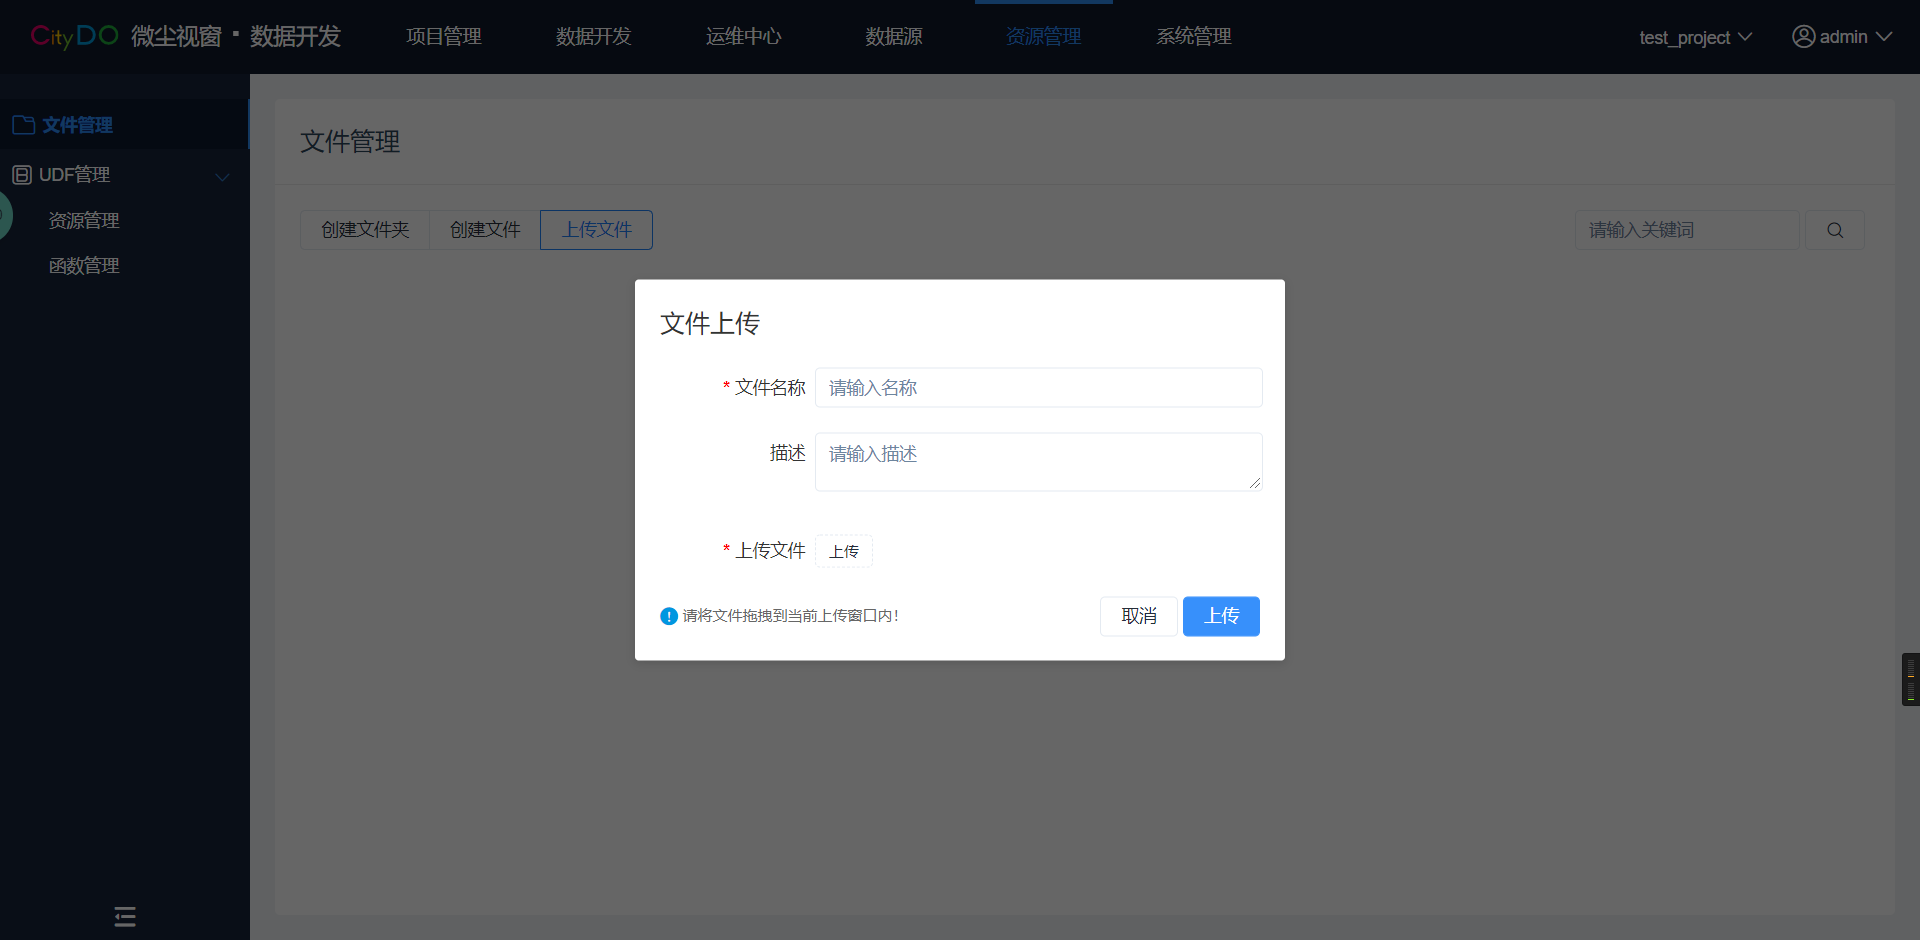 CityDO 微尘视窗·数据开发 项目管理 数据开发 运维中心 数据源 资源管理 系统管理 test_project admin
文件管理
UDF管理
资源管理
函数管理
文件管理
创建文件夹 创建文件 上传文件 请输入关键词
文件上传
* 文件名称 请输入名称
描述 请输入描述
* 上传文件 上传
请将文件拖拽到当前上传窗口内!
取消 上传